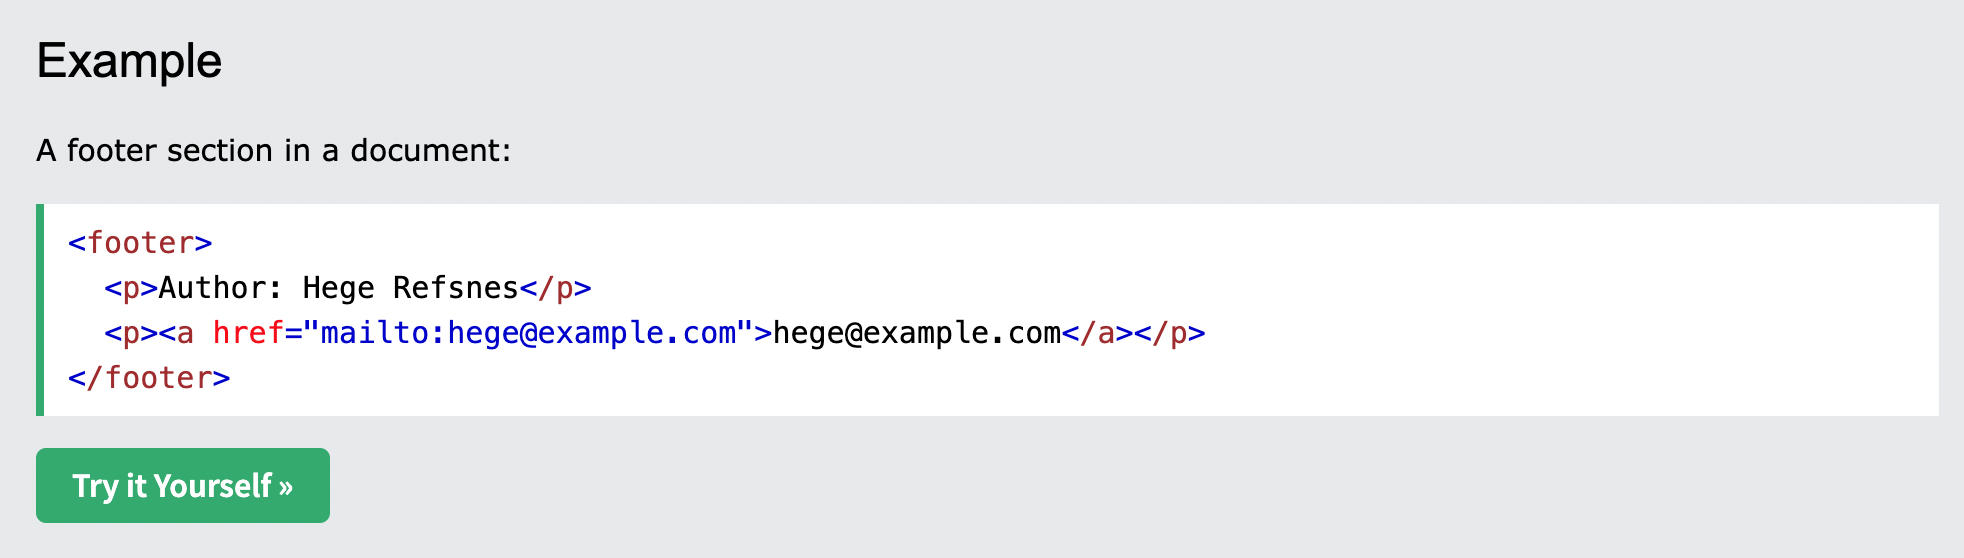 Example
A footer section in a document:
<footer>
  <p>Author: Hege Refsnes</p>
  <p><a href="mailto:hege@example.com">hege@example.com</a></p>
</footer>
Try it Yourself »